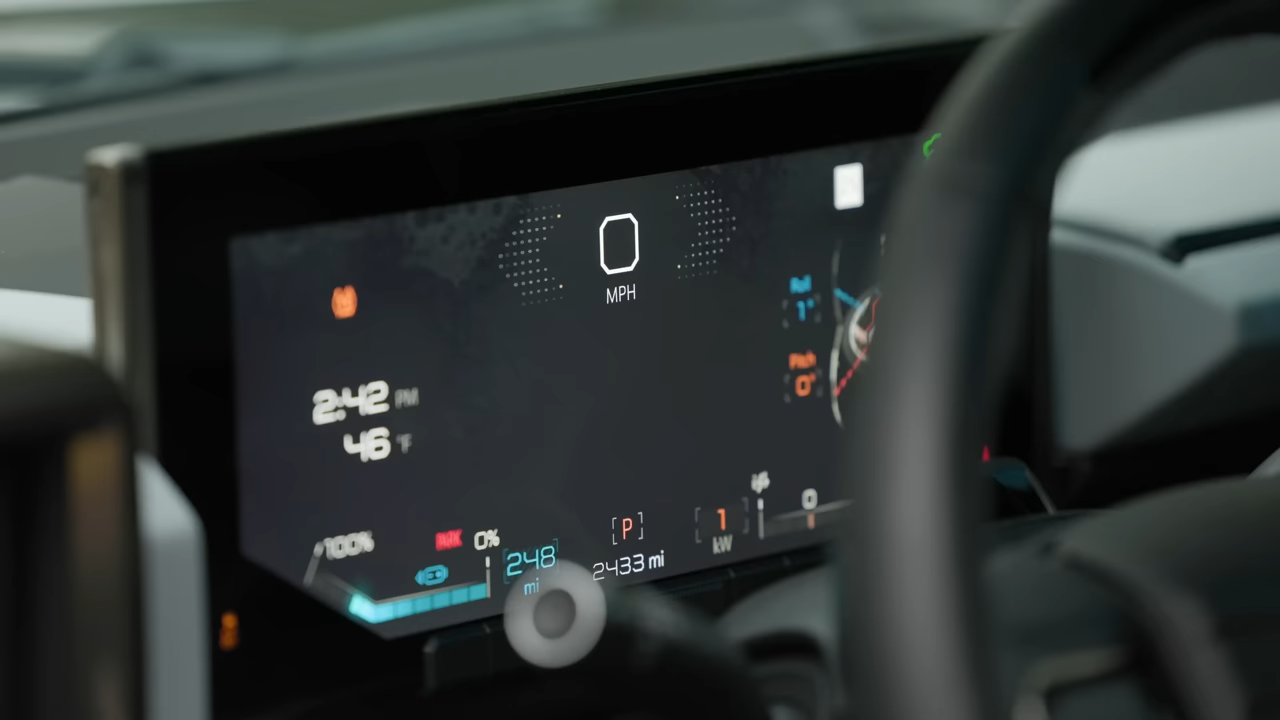 0
MPH
Roll
1°
Pitch
0°
2:42 PM
46 °F
100%
PARK
0%
248
mi
P
2433 mi
1
kW
0